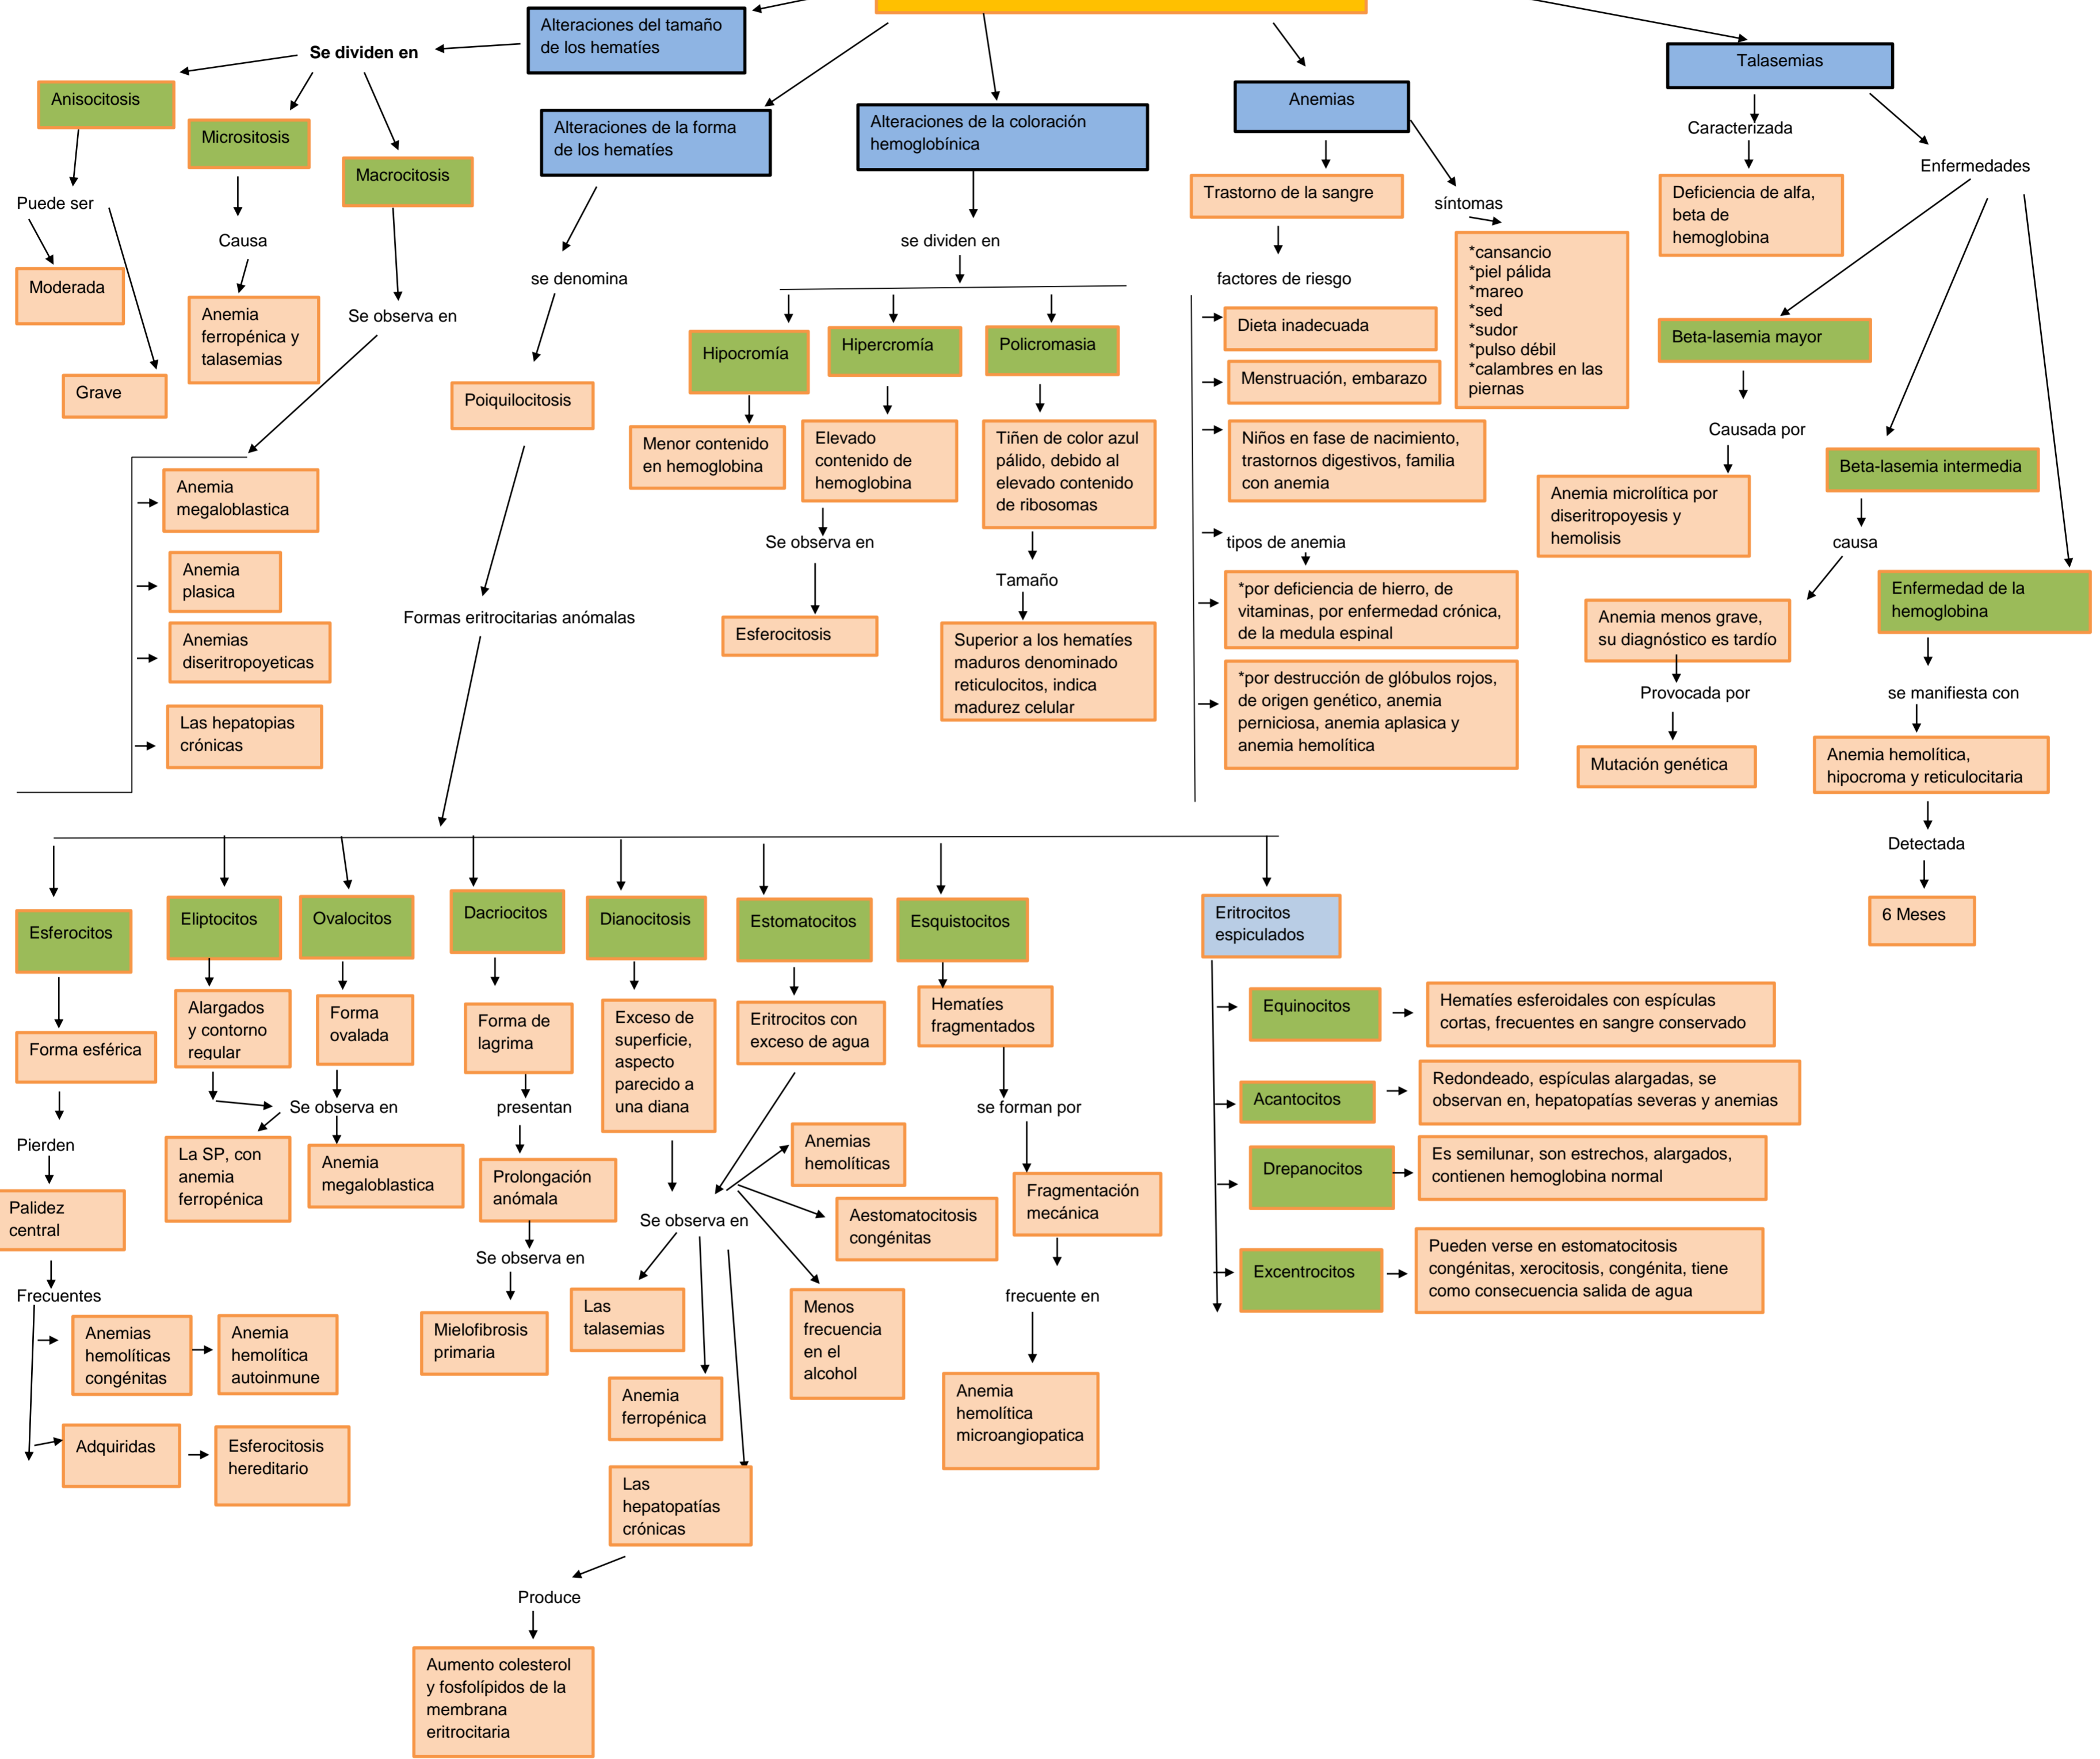 Alteraciones del tamaño
de los hematíes
Se dividen en
Anisocitosis
Puede ser
Moderada
Grave
Micrositosis
Causa
Anemia
ferropénica y
talasemias
Macrocitosis
Se observa en
Anemia
megaloblastica
Anemia
plasica
Anemias
diseritropoyeticas
Las hepatopias
crónicas
Alteraciones de la forma
de los hematíes
se denomina
Poiquilocitosis
Formas eritrocitarias anómalas
Alteraciones de la coloración
hemoglobínica
se dividen en
Hipocromía
Menor contenido
en hemoglobina
Hipercromía
Elevado
contenido de
hemoglobina
Se observa en
Esferocitosis
Policromasia
Tiñen de color azul
pálido, debido al
elevado contenido
de ribosomas
Tamaño
Superior a los hematíes
maduros denominado
reticulocitos, indica
madurez celular
Anemias
Trastorno de la sangre
factores de riesgo
Dieta inadecuada
Menstruación, embarazo
Niños en fase de nacimiento,
trastornos digestivos, familia
con anemia
tipos de anemia
*por deficiencia de hierro, de
vitaminas, por enfermedad crónica,
de la medula espinal
*por destrucción de glóbulos rojos,
de origen genético, anemia
perniciosa, anemia aplasica y
anemia hemolítica
síntomas
*cansancio
*piel pálida
*mareo
*sed
*sudor
*pulso débil
*calambres en las
piernas
Talasemias
Caracterizada
Deficiencia de alfa,
beta de
hemoglobina
Enfermedades
Beta-lasemia mayor
Causada por
Anemia microlítica por
diseritropoyesis y
hemolisis
Beta-lasemia intermedia
causa
Anemia menos grave,
su diagnóstico es tardío
Provocada por
Mutación genética
Enfermedad de la
hemoglobina
se manifiesta con
Anemia hemolítica,
hipocroma y reticulocitaria
Detectada
6 Meses
Esferocitos
Forma esférica
Pierden
Palidez
central
Frecuentes
Anemias
hemolíticas
congénitas
Anemia
hemolítica
autoinmune
Adquiridas
Esferocitosis
hereditario
Eliptocitos
Alargados
y contorno
regular
Ovalocitos
Forma
ovalada
Se observa en
La SP, con
anemia
ferropénica
Anemia
megaloblastica
Dacriocitos
Forma de
lagrima
presentan
Prolongación
anómala
Se observa en
Mielofibrosis
primaria
Dianocitosis
Exceso de
superficie,
aspecto
parecido a
una diana
Estomatocitos
Eritrocitos con
exceso de agua
Se observa en
Anemias
hemolíticas
Aestomatocitosis
congénitas
Menos
frecuencia
en el
alcohol
Las
talasemias
Anemia
ferropénica
Las
hepatopatías
crónicas
Produce
Aumento colesterol
y fosfolípidos de la
membrana
eritrocitaria
Esquistocitos
Hematíes
fragmentados
se forman por
Fragmentación
mecánica
frecuente en
Anemia
hemolítica
microangiopatica
Eritrocitos
espiculados
Equinocitos
Hematíes esferoidales con espículas
cortas, frecuentes en sangre conservado
Acantocitos
Redondeado, espículas alargadas, se
observan en, hepatopatías severas y anemias
Drepanocitos
Es semilunar, son estrechos, alargados,
contienen hemoglobina normal
Excentrocitos
Pueden verse en estomatocitosis
congénitas, xerocitosis, congénita, tiene
como consecuencia salida de agua